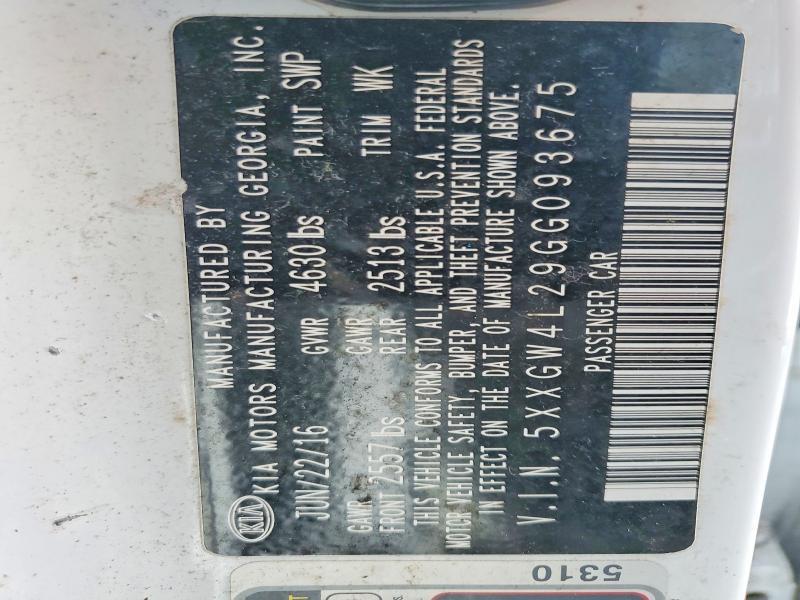 MANUFACTURED BY
KIA KIA MOTORS MANUFACTURING GEORGIA, INC.
JUN/22/16 GVWR 4630 lbs PAINT SWP
GAWR GAWR
FRONT 2557 lbs REAR 2513 lbs TRIM WK
THIS VEHICLE CONFORMS TO ALL APPLICABLE U.S.A. FEDERAL
MOTOR VEHICLE SAFETY, BUMPER, AND THEFT PREVENTION STANDARDS
IN EFFECT ON THE DATE OF MANUFACTURE SHOWN ABOVE.
V.I.N. 5XXGW4L29GG093675
PASSENGER CAR
5310